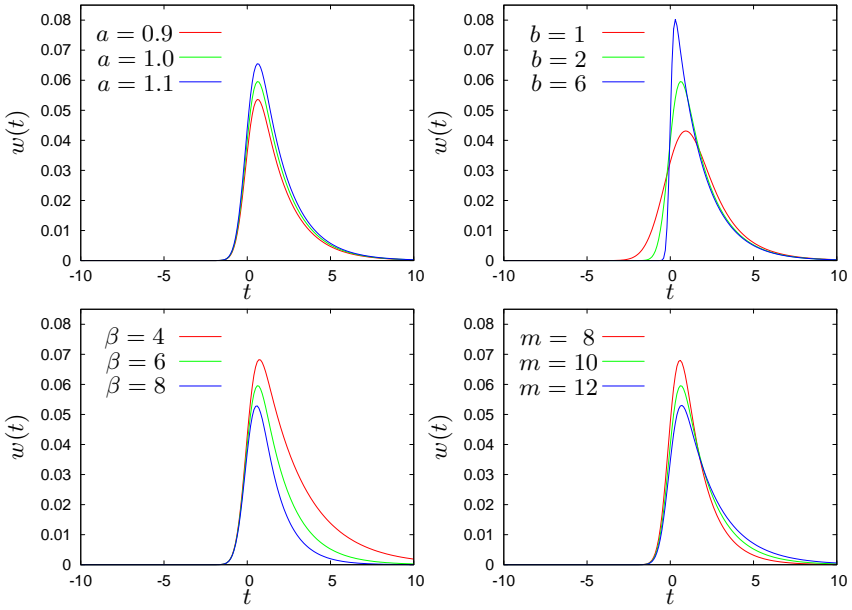 0.08
0.07
0.06
0.05
0.04
0.03
0.02
0.01
0
w(t)
a = 0.9
a = 1.0
a = 1.1
-10 -5 0 5 10
t
0.08
0.07
0.06
0.05
0.04
0.03
0.02
0.01
0
w(t)
b = 1
b = 2
b = 6
-10 -5 0 5 10
t
0.08
0.07
0.06
0.05
0.04
0.03
0.02
0.01
0
w(t)
β = 4
β = 6
β = 8
-10 -5 0 5 10
t
0.08
0.07
0.06
0.05
0.04
0.03
0.02
0.01
0
w(t)
m = 8
m = 10
m = 12
-10 -5 0 5 10
t